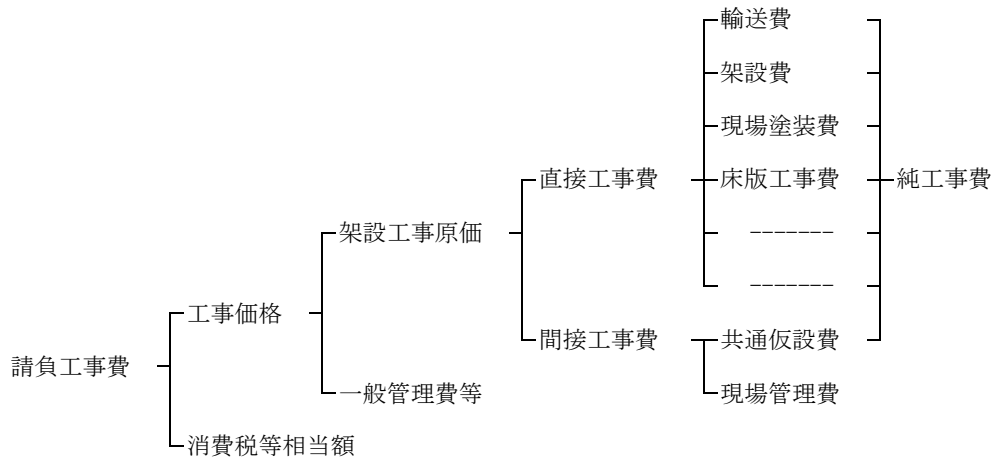 輸送費
架設費
現場塗装費
直接工事費 床版工事費 純工事費
架設工事原価 -------
-------
工事価格
間接工事費 共通仮設費
請負工事費
一般管理費等 現場管理費
消費税等相当額